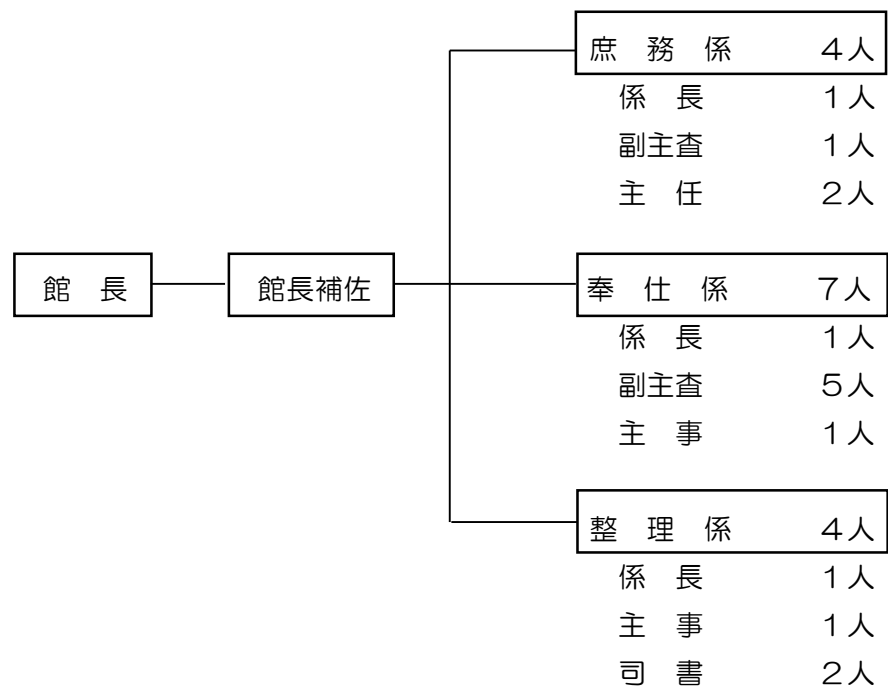 館　長
館長補佐
庶　務　係　　　４人
係　長　　　　１人
副主査　　　　１人
主　任　　　　２人
奉　仕　係　　　７人
係　長　　　　１人
副主査　　　　５人
主　事　　　　１人
整　理　係　　　４人
係　長　　　　１人
主　事　　　　１人
司　書　　　　２人